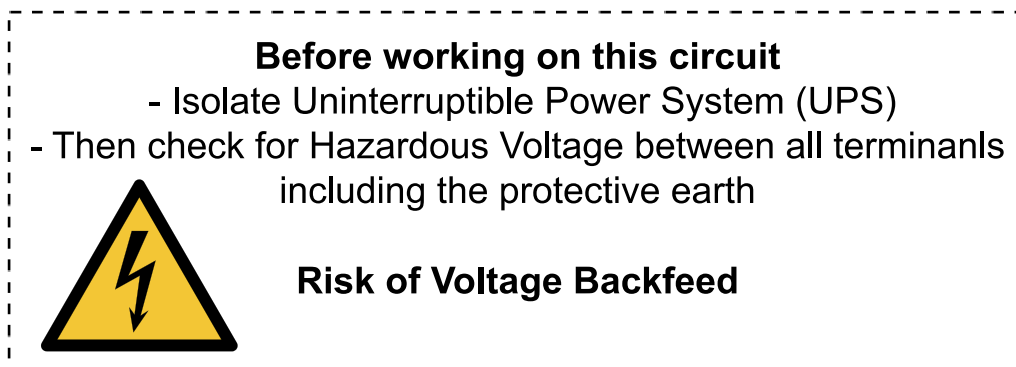 Before working on this circuit
- Isolate Uninterruptible Power System (UPS)
- Then check for Hazardous Voltage between all terminanls
including the protective earth
Risk of Voltage Backfeed